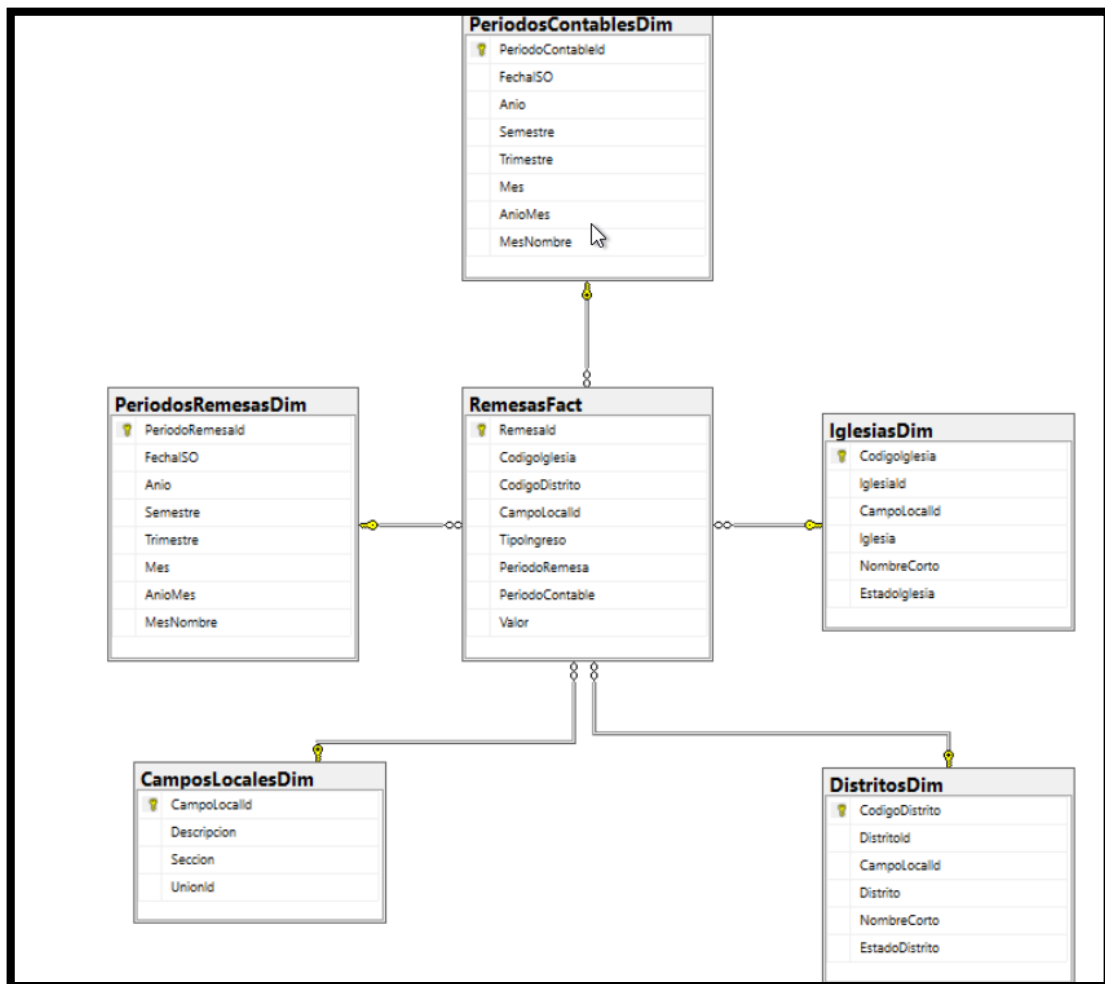 PeriodosContablesDim
PeriodoContableId
FechaISO
Anio
Semestre
Trimestre
Mes
AnioMes
MesNombre
PeriodosRemesasDim
PeriodoRemesaId
FechaISO
Anio
Semestre
Trimestre
Mes
AnioMes
MesNombre
RemesasFact
RemesaId
CodigoIglesia
CodigoDistrito
CampoLocalId
TipoIngreso
PeriodoRemesa
PeriodoContable
Valor
IglesiasDim
CodigoIglesia
IglesiaId
CampoLocalId
Iglesia
NombreCorto
EstadoIglesia
CamposLocalesDim
CampoLocalId
Descripcion
Seccion
UnionId
DistritosDim
CodigoDistrito
DistritoId
CampoLocalId
Distrito
NombreCorto
EstadoDistrito